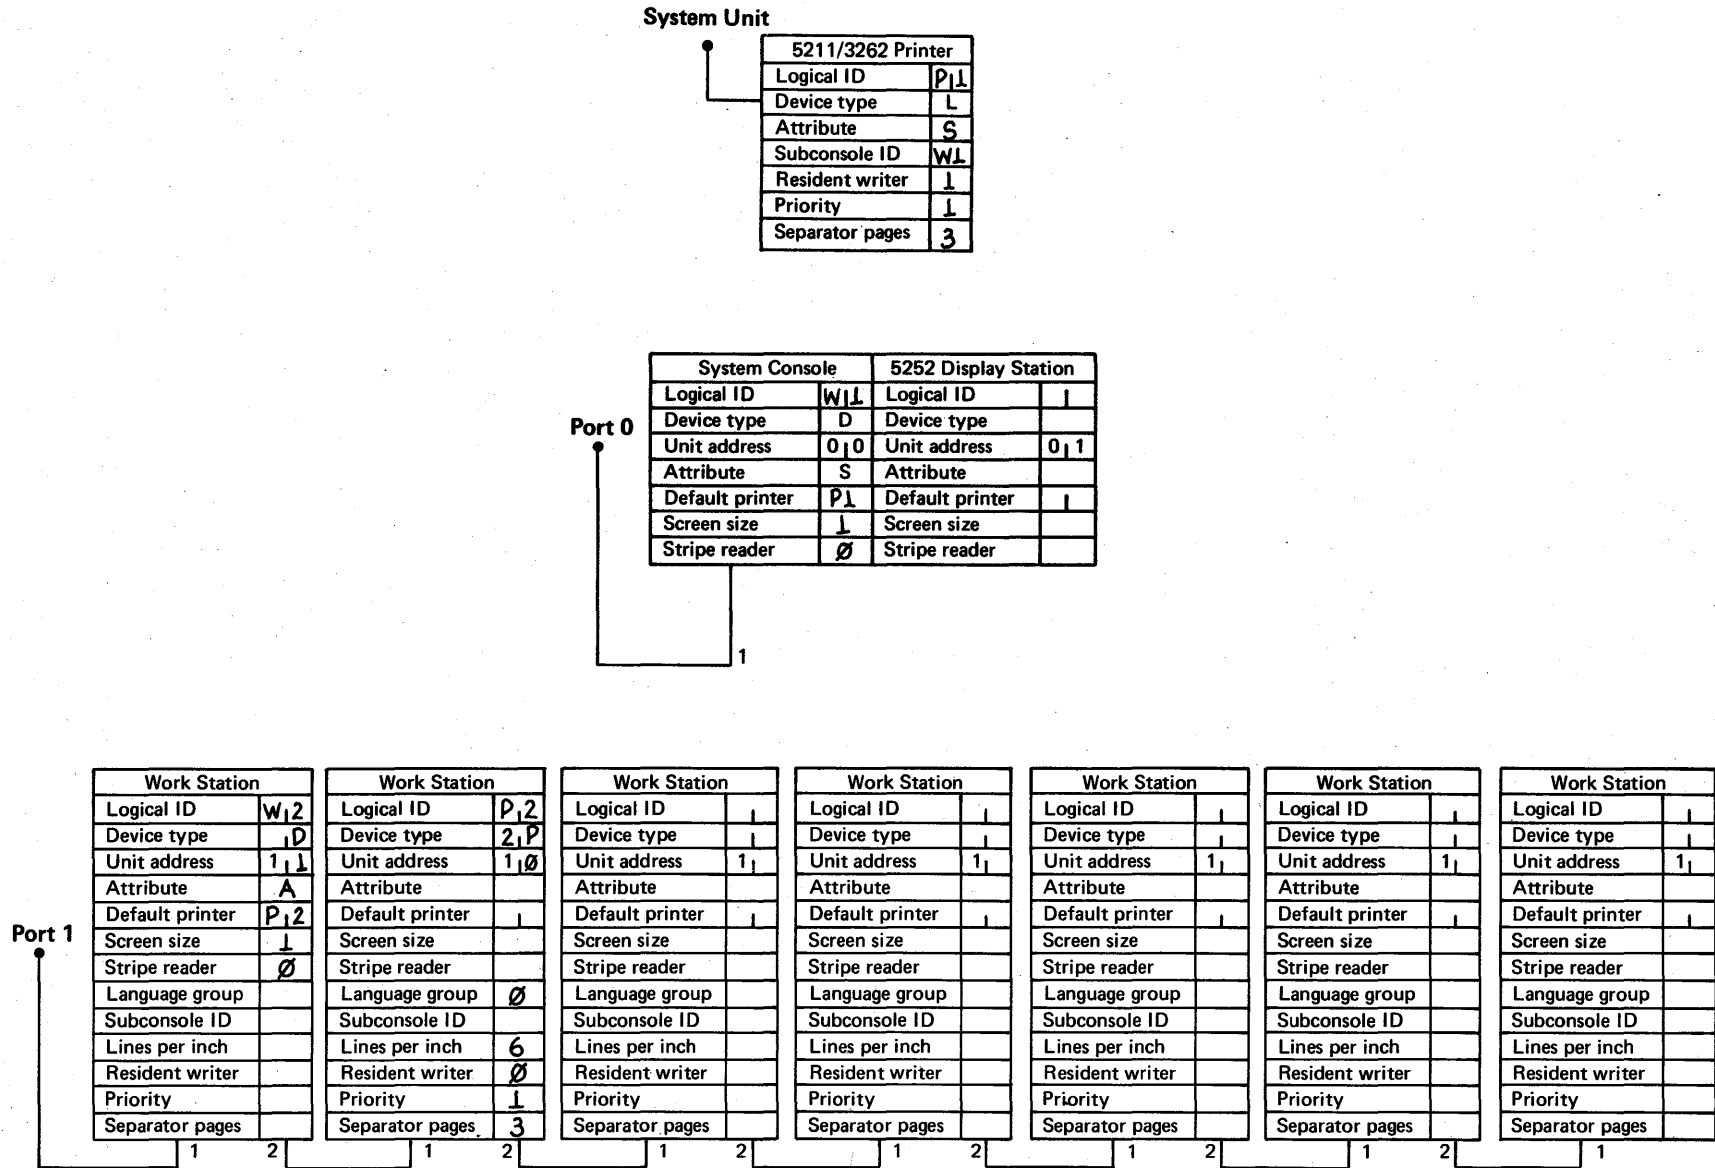 System Unit
5211/3262 Printer
Logical ID P1
Device type L
Attribute S
Subconsole ID W1
Resident writer 1
Priority 1
Separator pages 3
System Console 5252 Display Station
Logical ID W1 Logical ID
Device type D Device type
Port 0
Unit address 00 Unit address 01
Attribute S Attribute
Default printer P1 Default printer
Screen size 1 Screen size
Stripe reader Ø Stripe reader
1
Work Station Work Station Work Station Work Station Work Station Work Station Work Station
Logical ID W2 Logical ID P2 Logical ID Logical ID Logical ID Logical ID Logical ID
Device type D Device type 2P Device type Device type Device type Device type Device type
Unit address 11 Unit address 1Ø Unit address 1 Unit address 1 Unit address 1 Unit address 1 Unit address 1
Attribute A Attribute Attribute Attribute Attribute Attribute Attribute
Default printer P2 Default printer Default printer Default printer Default printer Default printer Default printer
Port 1
Screen size 1 Screen size Screen size Screen size Screen size Screen size Screen size
Stripe reader Ø Stripe reader Stripe reader Stripe reader Stripe reader Stripe reader Stripe reader
Language group Language group Ø Language group Language group Language group Language group Language group
Subconsole ID Subconsole ID Subconsole ID Subconsole ID Subconsole ID Subconsole ID Subconsole ID
Lines per inch Lines per inch 6 Lines per inch Lines per inch Lines per inch Lines per inch Lines per inch
Resident writer Resident writer Ø Resident writer Resident writer Resident writer Resident writer Resident writer
Priority Priority 1 Priority Priority Priority Priority Priority
Separator pages Separator pages 3 Separator pages Separator pages Separator pages Separator pages Separator pages
1 2 1 2 1 2 1 2 1 2 1 2 1